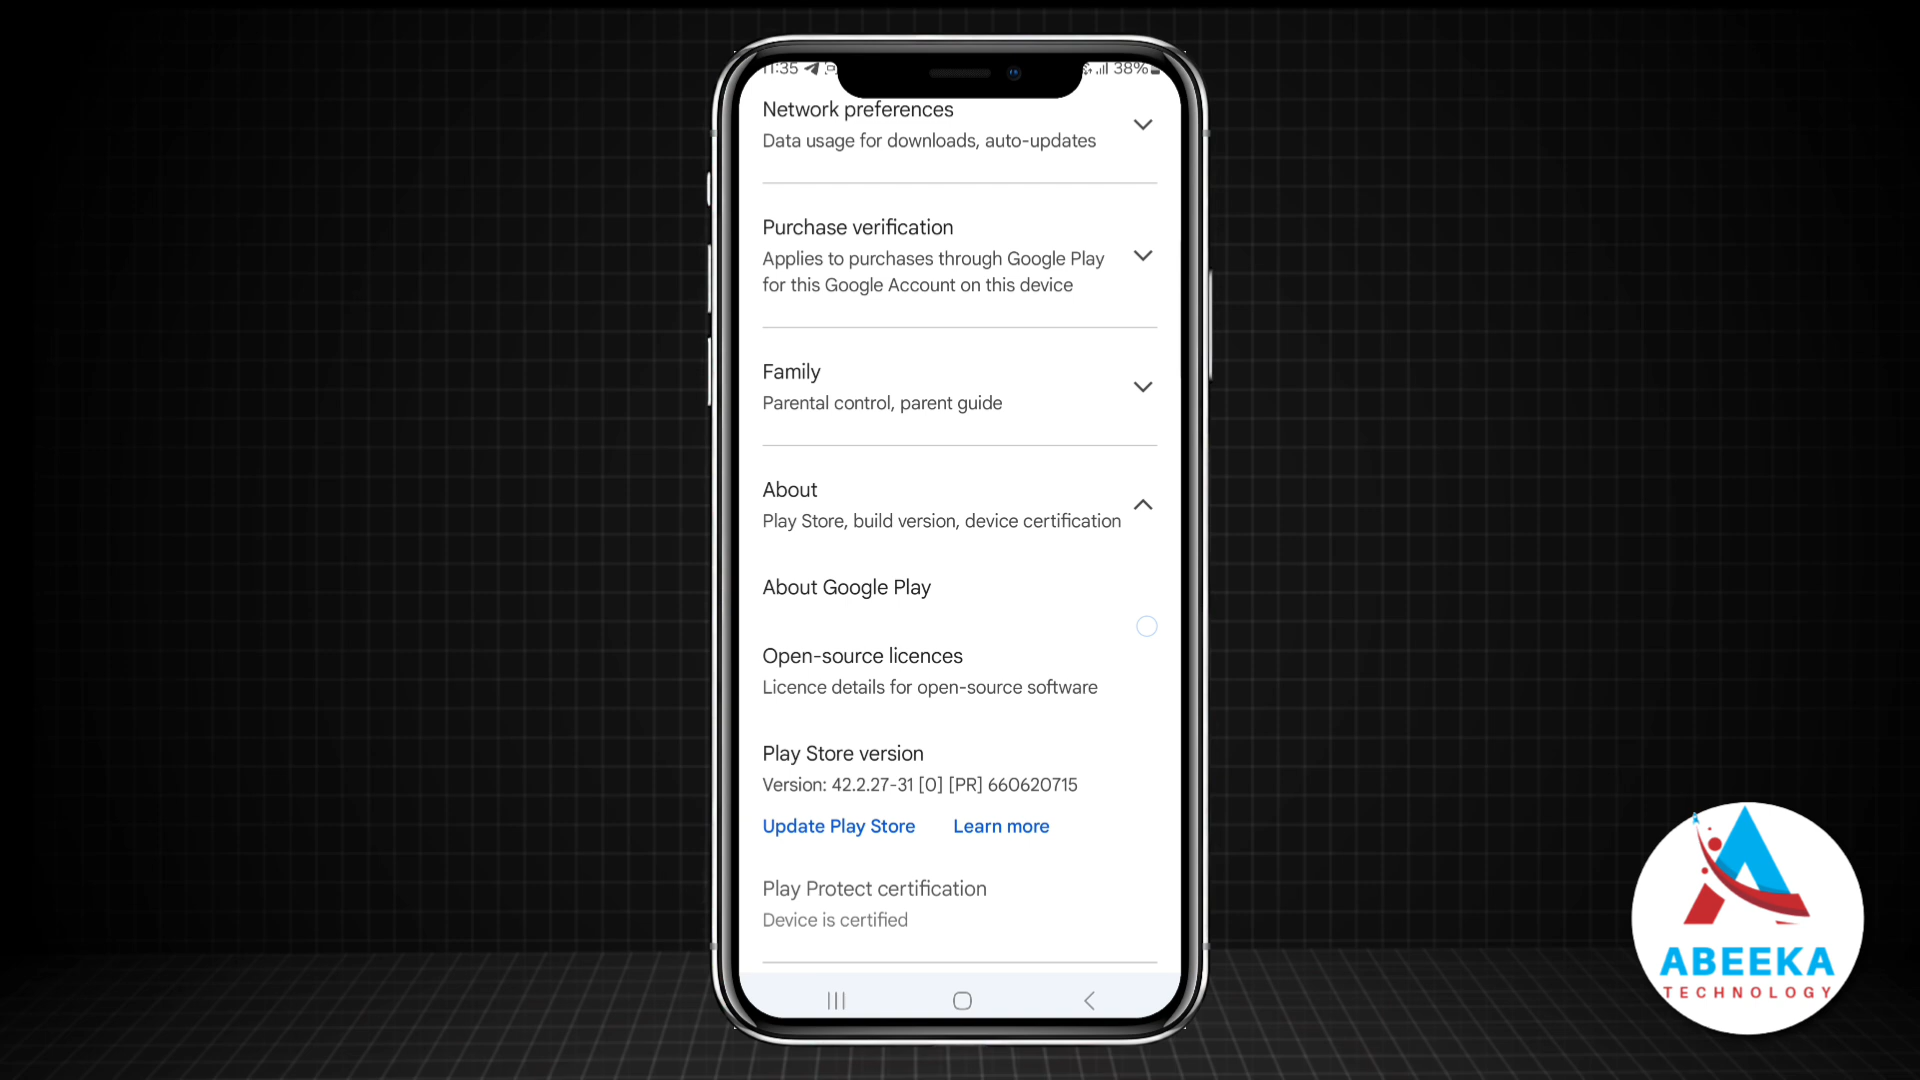 11:35
38%
Network preferences
Data usage for downloads, auto-updates
Purchase verification
Applies to purchases through Google Play
for this Google Account on this device
Family
Parental control, parent guide
About
Play Store, build version, device certification
About Google Play
Open-source licences
Licence details for open-source software
Play Store version
Version: 42.2.27-31 [0] [PR] 660620715
Update Play Store Learn more
Play Protect certification
Device is certified
ABEEKA
TECHNOLOGY